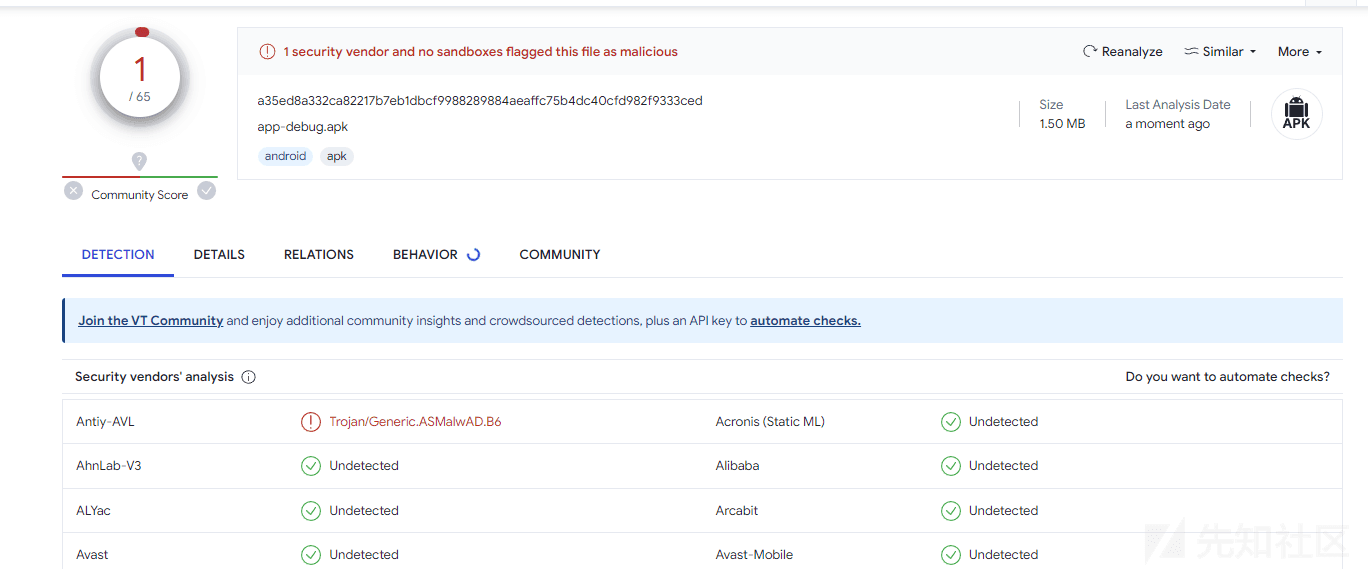 1
/ 65
?
Community Score
1 security vendor and no sandboxes flagged this file as malicious
Reanalyze
Similar
More
a35ed8a332ca82217b7eb1dbcf9988289884aeaffc75b4dc40cfd982f9333ced
app-debug.apk
android
apk
Size
1.50 MB
Last Analysis Date
a moment ago
APK
DETECTION
DETAILS
RELATIONS
BEHAVIOR
COMMUNITY
Join the VT Community and enjoy additional community insights and crowdsourced detections, plus an API key to automate checks.
Security vendors' analysis
Do you want to automate checks?
Antiy-AVL Trojan/Generic.ASMalwAD.B6 Acronis (Static ML) Undetected
AhnLab-V3 Undetected Alibaba Undetected
ALYac Undetected Arcabit Undetected
Avast Undetected Avast-Mobile Undetected
先知社区